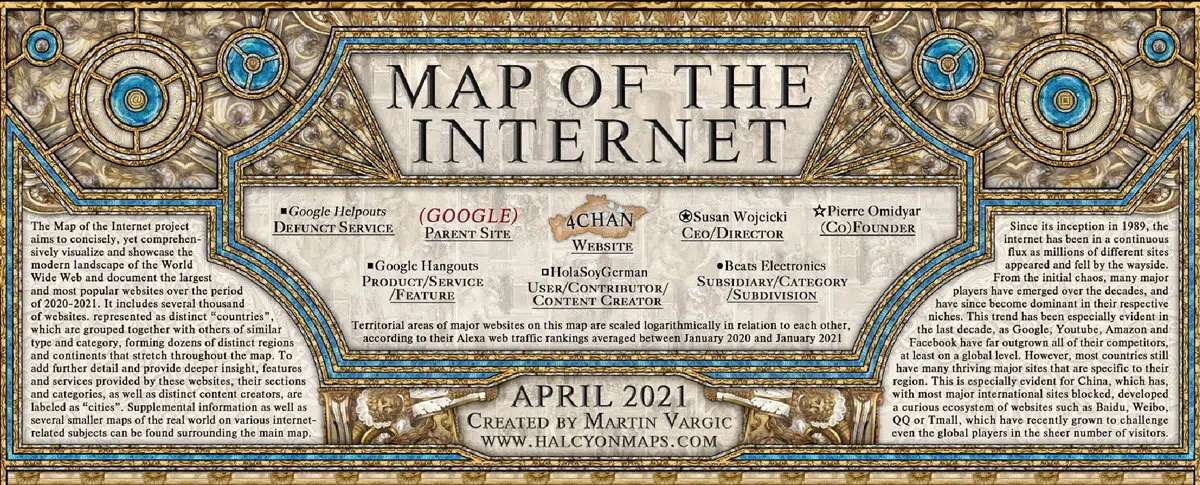 MAP OF THE
INTERNET
■Google Helpouts
DEFUNCT SERVICE
(GOOGLE)
PARENT SITE
4CHAN
WEBSITE
✪Susan Wojcicki
CEO/DIRECTOR
☆Pierre Omidyar
(CO)FOUNDER
■Google Hangouts
PRODUCT/SERVICE
/FEATURE
□HolaSoyGerman
USER/CONTRIBUTOR/
CONTENT CREATOR
●Beats Electronics
SUBSIDIARY/CATEGORY
/SUBDIVISION
Territorial areas of major websites on this map are scaled logarithmically in relation to each other,
according to their Alexa web traffic rankings averaged between January 2020 and January 2021
The Map of the Internet project
aims to concisely, yet comprehen-
sively visualize and showcase the
modern landscape of the World
Wide Web and document the largest
and most popular websites over the period
of 2020-2021. It includes several thousand
of websites. represented as distinct “countries”,
which are grouped together with others of similar
type and category, forming dozens of distinct regions
and continents that stretch throughout the map. To
add further detail and provide deeper insight, features
and services provided by these websites, their sections
and categories, as well as distinct content creators, are
labeled as “cities”. Supplemental information as well as
several smaller maps of the real world on various internet-
related subjects can be found surrounding the main map.
Since its inception in 1989, the
internet has been in a continuous
flux as millions of different sites
appeared and fell by the wayside.
From the initial chaos, many major
players have emerged over the decades, and
have since become dominant in their respective
niches. This trend has been especially evident in
the last decade, as Google, Youtube, Amazon and
Facebook have far outgrown all of their competitors,
at least on a global level. However, most countries still
have many thriving major sites that are specific to their
region. This is especially evident for China, which has,
with most major international sites blocked, developed
a curious ecosystem of websites such as Baidu, Weibo,
QQ or Tmall, which have recently grown to challenge
even the global players in the sheer number of visitors.
APRIL 2021
CREATED BY MARTIN VARGIC
WWW.HALCYONMAPS.COM
@